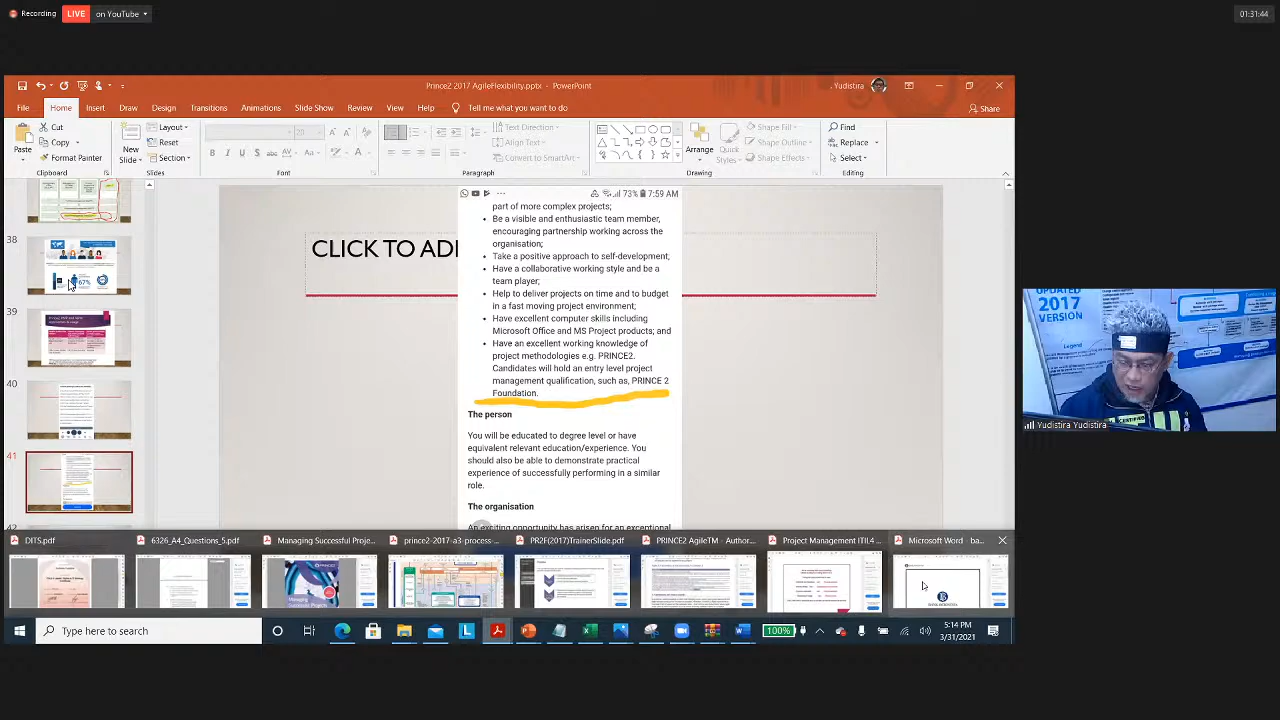 Recording
LIVE on YouTube
01:31:44
Prince2 2017 AgileFlexibility.pptx - PowerPoint
Yudistira
File Home Insert Draw Design Transitions Animations Slide Show Review View Help Tell me what you want to do
Share
Paste
Cut
Copy
Format Painter
Clipboard
New Slide
Layout
Reset
Section
Slides
20
B I U S abc AV Aa A
Font
Text Direction
Align Text
Convert to SmartArt
Paragraph
Arrange
Quick Styles
Shape Fill
Shape Outline
Shape Effects
Drawing
Find
Replace
Select
Editing
38
67%
39
40
41
42
CLICK TO AD
73% 7:59 AM
part of more complex projects;
• Be a visible and enthusiastic team member,
encouraging partnership working across the
organisation;
• Take a positive approach to self-development;
• Have a collaborative working style and be a
team player;
• Help to deliver projects on time and to budget
in a fast moving project environment;
• Have excellent computer skills including
Microsoft Office and MS Project products; and
• Have an excellent working knowledge of
project methodologies e.g. PRINCE2.
Candidates will hold an entry level project
management qualification, such, as, PRINCE 2
Foundation.
The person
You will be educated to degree level or have
equivalent relevant education/experience. You
should also be able to demonstrate practical
experience of successfully performing in a similar
role.
The organisation
An exciting opportunity has arisen for an exceptional
UPDATED
2017
VERSION
Legend
CERTIFIED
Yudistira Yudistira
DITS.pdf
6326_A4_Questions_5.pdf
Managing Successful Proje...
prince2-2017-a3-process-...
PR2F(2017)TrainerSlide.pdf
PRINCE2 AgileTM - Author...
Project Management ITIL4 ...
Microsoft Word - ba...
Type here to search
100%
5:14 PM
3/31/2021